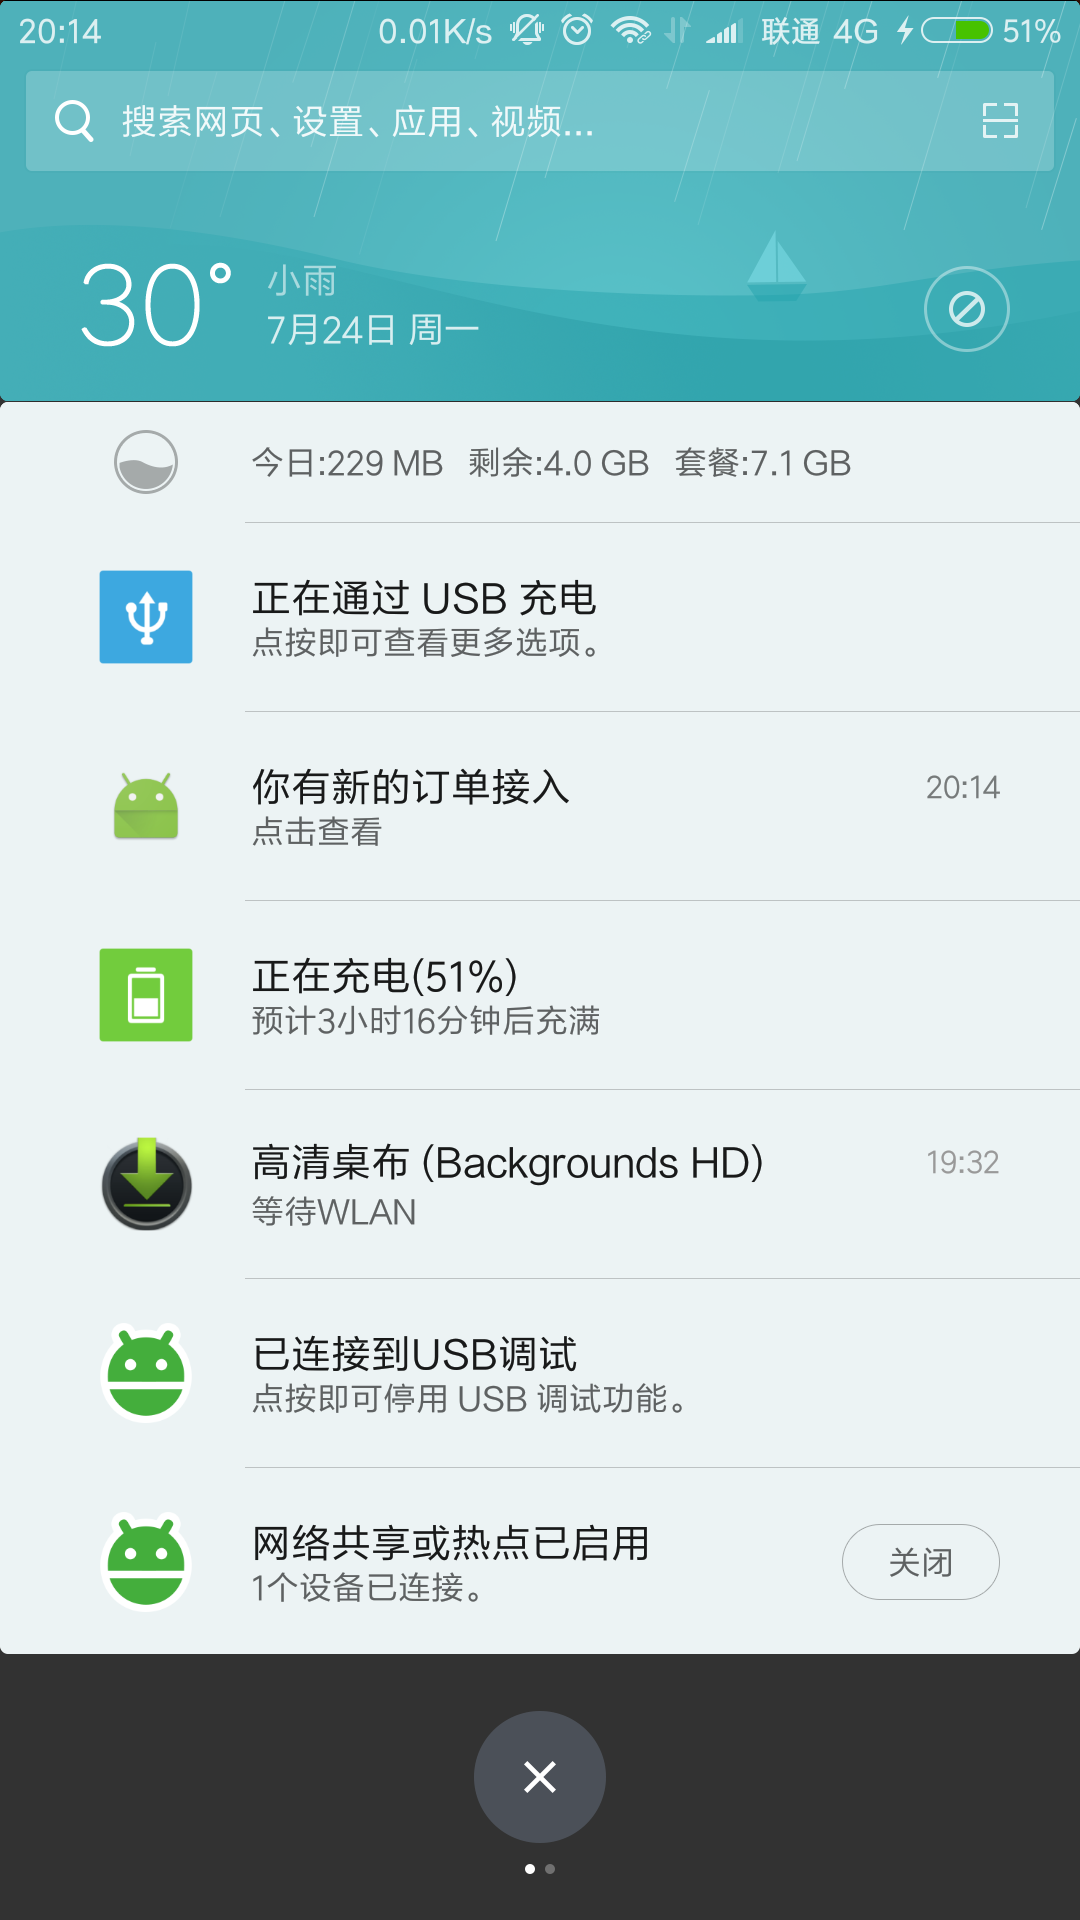 20:14 0.01K/s 联通 4G 51%
搜索网页、设置、应用、视频...
30°
小雨
7月24日 周一
今日:229 MB 剩余:4.0 GB 套餐:7.1 GB
正在通过 USB 充电
点按即可查看更多选项。
你有新的订单接入 20:14
点击查看
正在充电(51%)
预计3小时16分钟后充满
高清桌布 (Backgrounds HD) 19:32
等待WLAN
已连接到USB调试
点按即可停用 USB 调试功能。
网络共享或热点已启用
1个设备已连接。
关闭